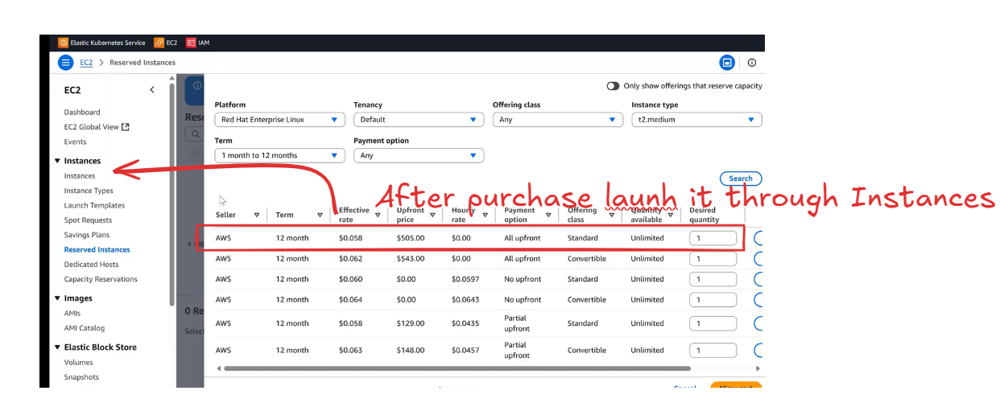 Elastic Kubernetes Service EC2 IAM
EC2 > Reserved Instances
EC2
Dashboard
EC2 Global View
Events
Instances
Instances
Instance Types
Launch Templates
Spot Requests
Savings Plans
Reserved Instances
Dedicated Hosts
Capacity Reservations
Images
AMIs
AMI Catalog
Elastic Block Store
Volumes
Snapshots
Rese
0 Re
Selec
Only show offerings that reserve capacity
Platform Tenancy Offering class Instance type
Red Hat Enterprise Linux Default Any t2.medium
Term Payment option
1 month to 12 months Any
Search
After purchase launh it through Instances
Seller Term Effective rate Upfront price Hourly rate Payment option Offering class Quantity available Desired quantity
AWS 12 month $0.058 $505.00 $0.00 All upfront Standard Unlimited 1
AWS 12 month $0.062 $543.00 $0.00 All upfront Convertible Unlimited 1
AWS 12 month $0.060 $0.00 $0.0597 No upfront Standard Unlimited 1
AWS 12 month $0.064 $0.00 $0.0643 No upfront Convertible Unlimited 1
AWS 12 month $0.058 $129.00 $0.0435 Partial upfront Standard Unlimited 1
AWS 12 month $0.063 $148.00 $0.0457 Partial upfront Convertible Unlimited 1